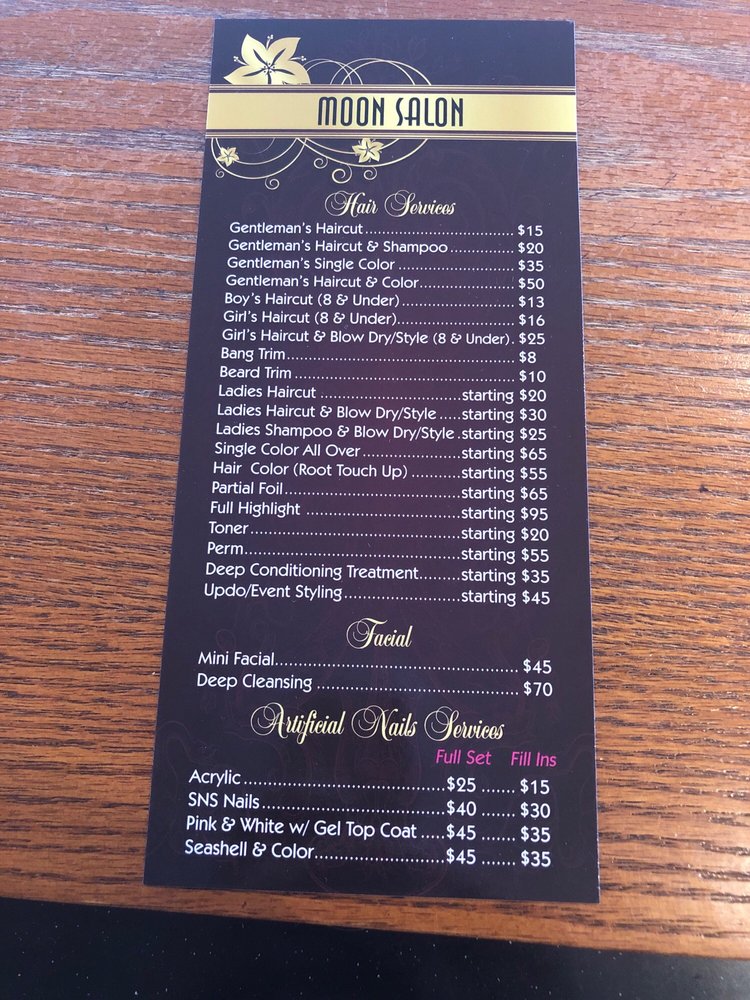 MOON SALON
Hair Services
Gentleman's Haircut.................................. $15
Gentleman's Haircut & Shampoo............... $20
Gentleman's Single Color .......................... $35
Gentleman's Haircut & Color...................... $50
Boy's Haircut (8 & Under).......................... $13
Girl's Haircut (8 & Under)........................... $16
Girl's Haircut & Blow Dry/Style (8 & Under). $25
Bang Trim.................................................... $8
Beard Trim .................................................. $10
Ladies Haircut ................................starting $20
Ladies Haircut & Blow Dry/Style .....starting $30
Ladies Shampoo & Blow Dry/Style .starting $25
Single Color All Over......................starting $65
Hair Color (Root Touch Up) ...........starting $55
Partial Foil.......................................starting $65
Full Highlight ..................................starting $95
Toner..............................................starting $20
Perm...............................................starting $55
Deep Conditioning Treatment.........starting $35
Updo/Event Styling.........................starting $45
Facial
Mini Facial..................................................... $45
Deep Cleansing ............................................ $70
Artificial Nails Services
Full Set Fill Ins
Acrylic..........................................$25 ....... $15
SNS Nails......................................$40 ....... $30
Pink & White w/ Gel Top Coat .....$45 ....... $35
Seashell & Color...........................$45 ....... $35